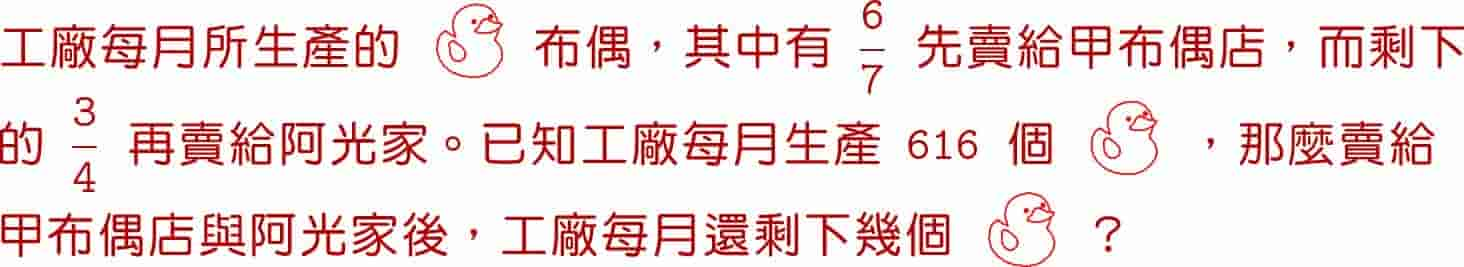 工廠每月所生產的 布偶，其中有 6/7 先賣給甲布偶店，而剩下
的 3/4 再賣給阿光家。已知工廠每月生產 616 個 ，那麼賣給
甲布偶店與阿光家後，工廠每月還剩下幾個 ？